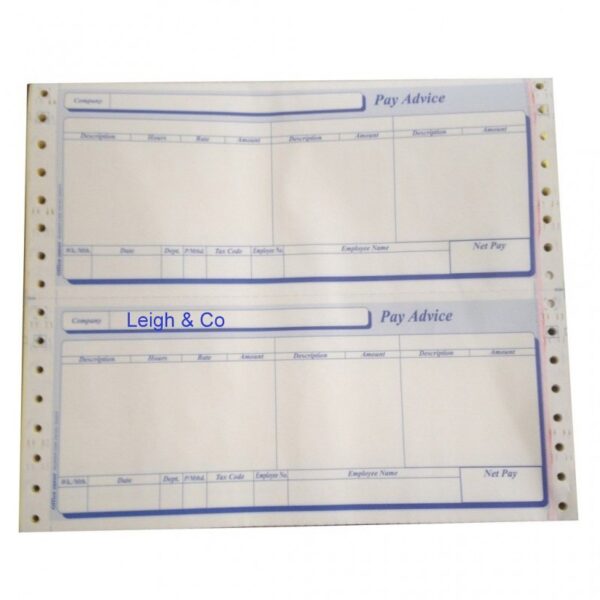 Company Pay Advice
Description Hours Rate Amount Description Amount Description Amount
Wk./Mth. Date Dept. P/Mthd. Tax Code Employee No. Employee Name Net Pay
Company Leigh & Co Pay Advice
Description Hours Rate Amount Description Amount Description Amount
Wk./Mth. Date Dept. P/Mthd. Tax Code Employee No. Employee Name Net Pay